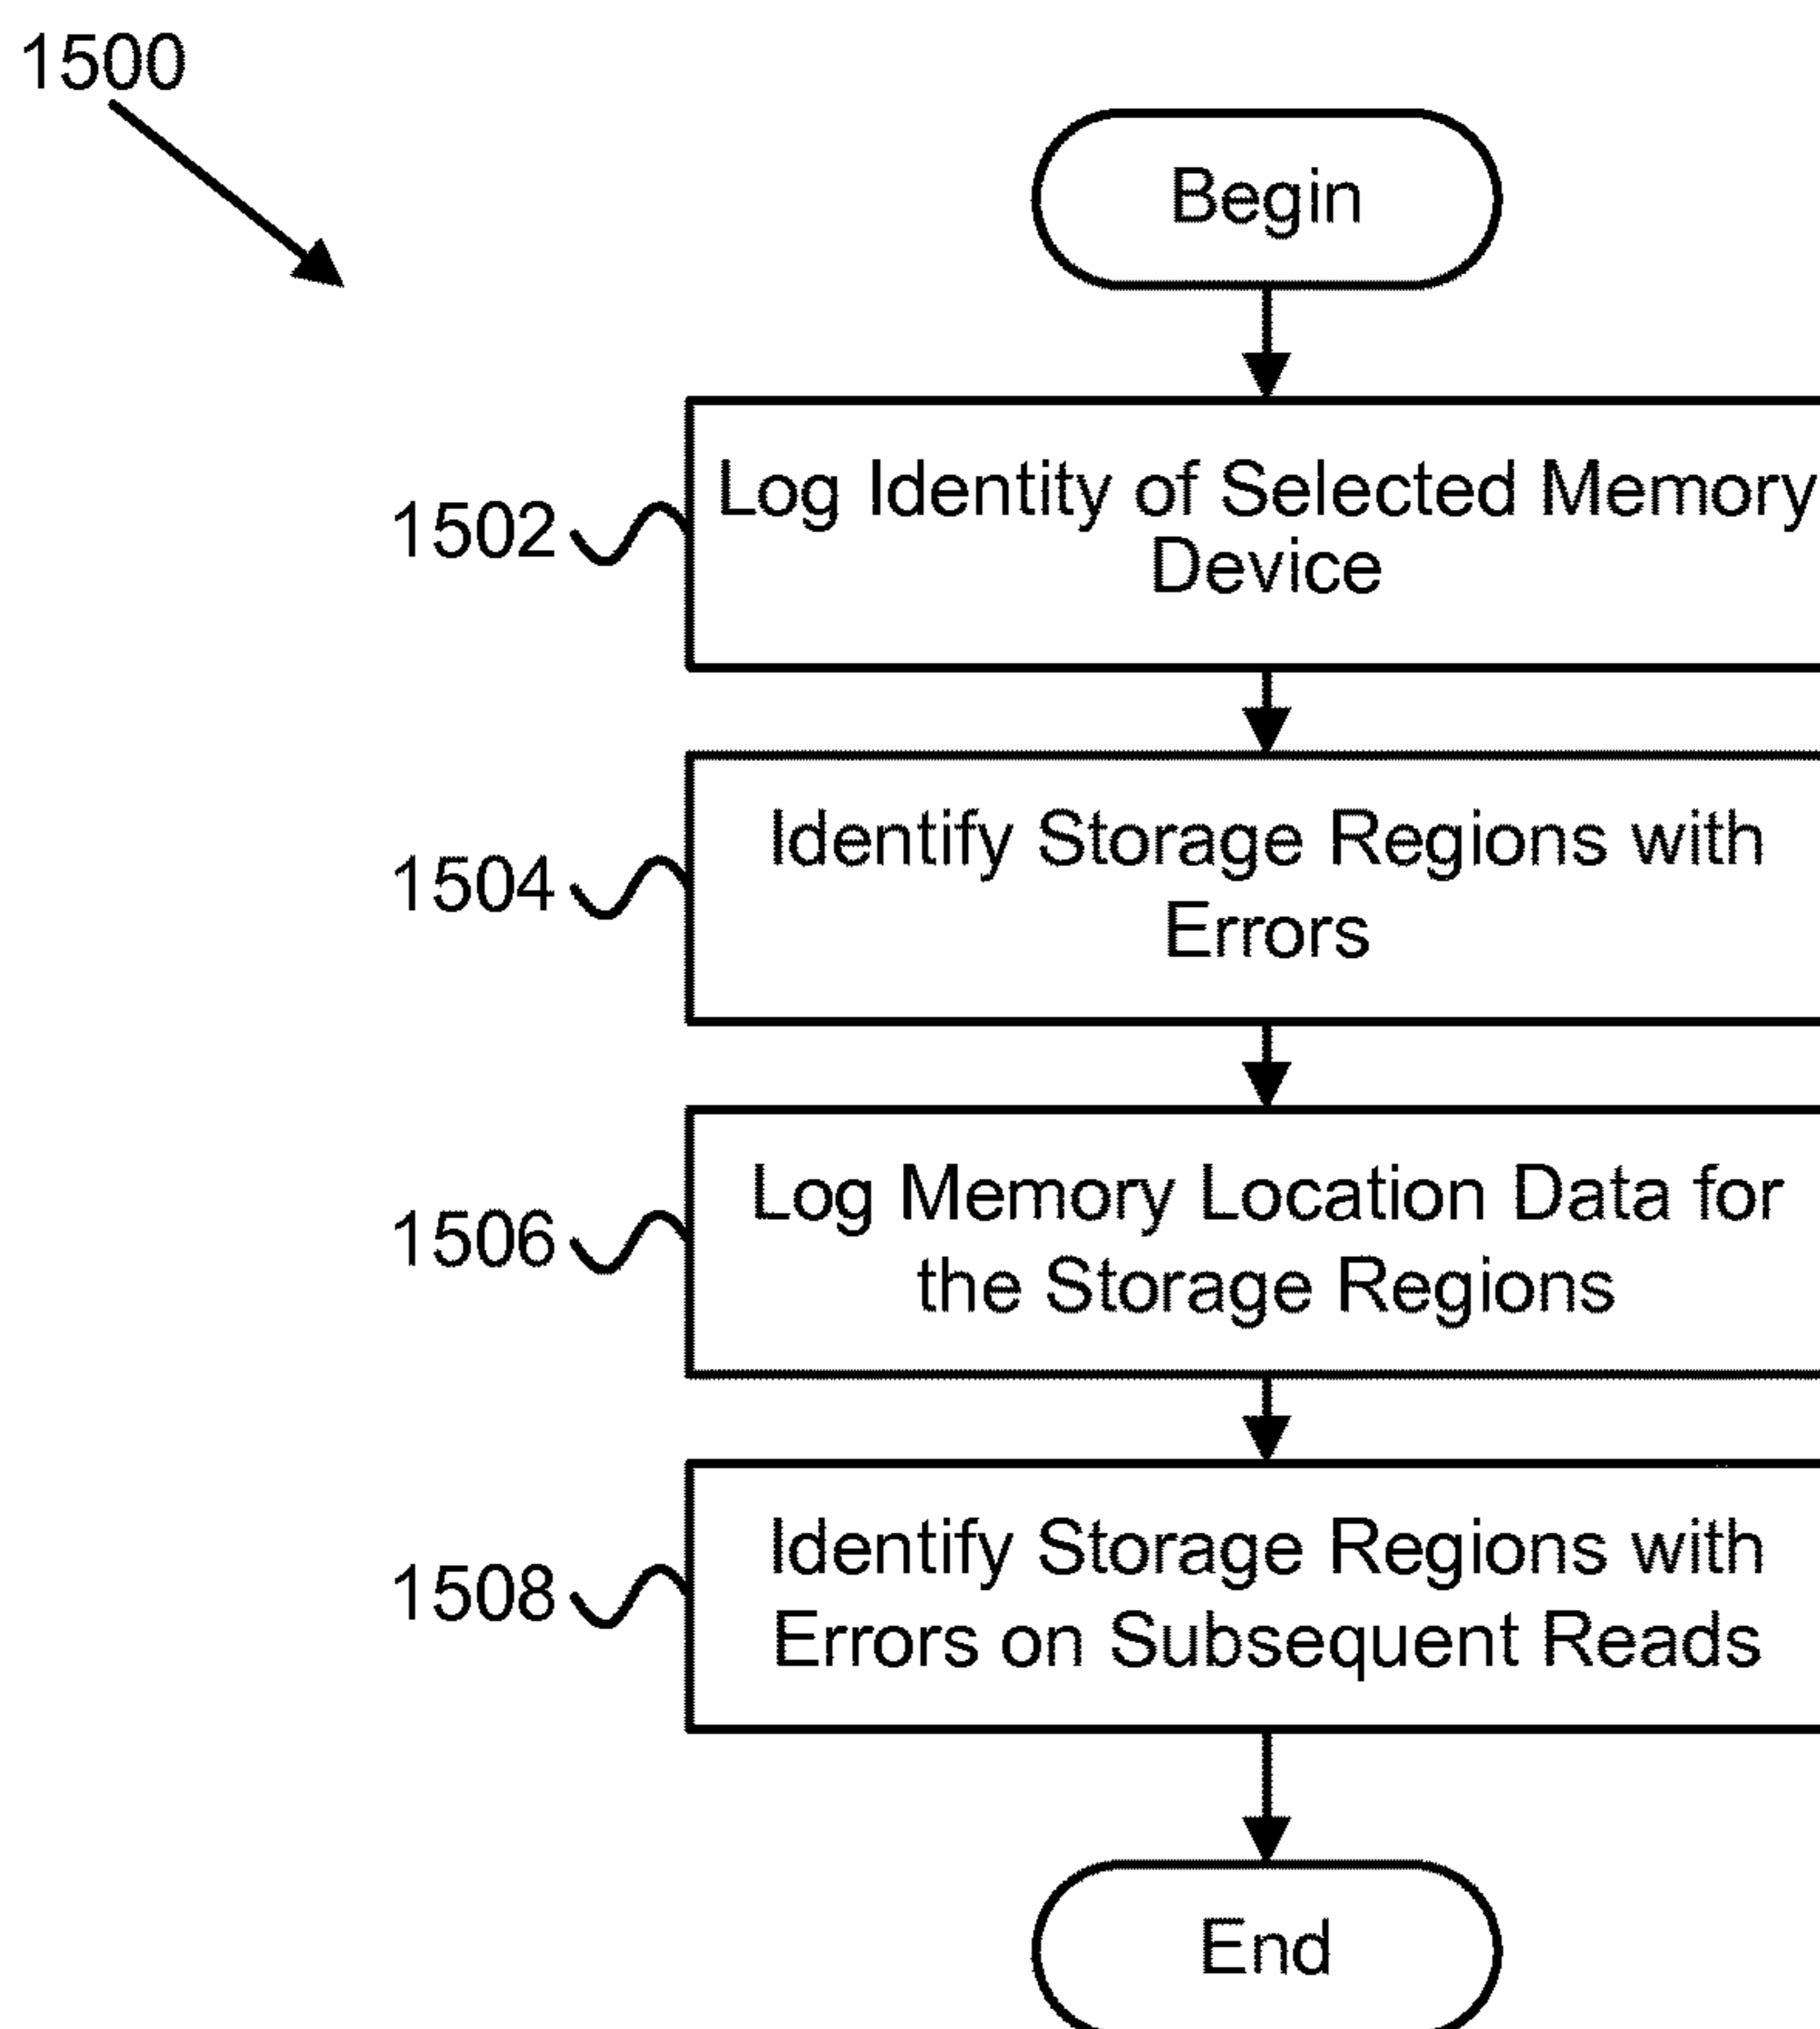 1500
Begin
1502
Log Identity of Selected Memory
Device
1504
Identify Storage Regions with
Errors
1506
Log Memory Location Data for
the Storage Regions
1508
Identify Storage Regions with
Errors on Subsequent Reads
End